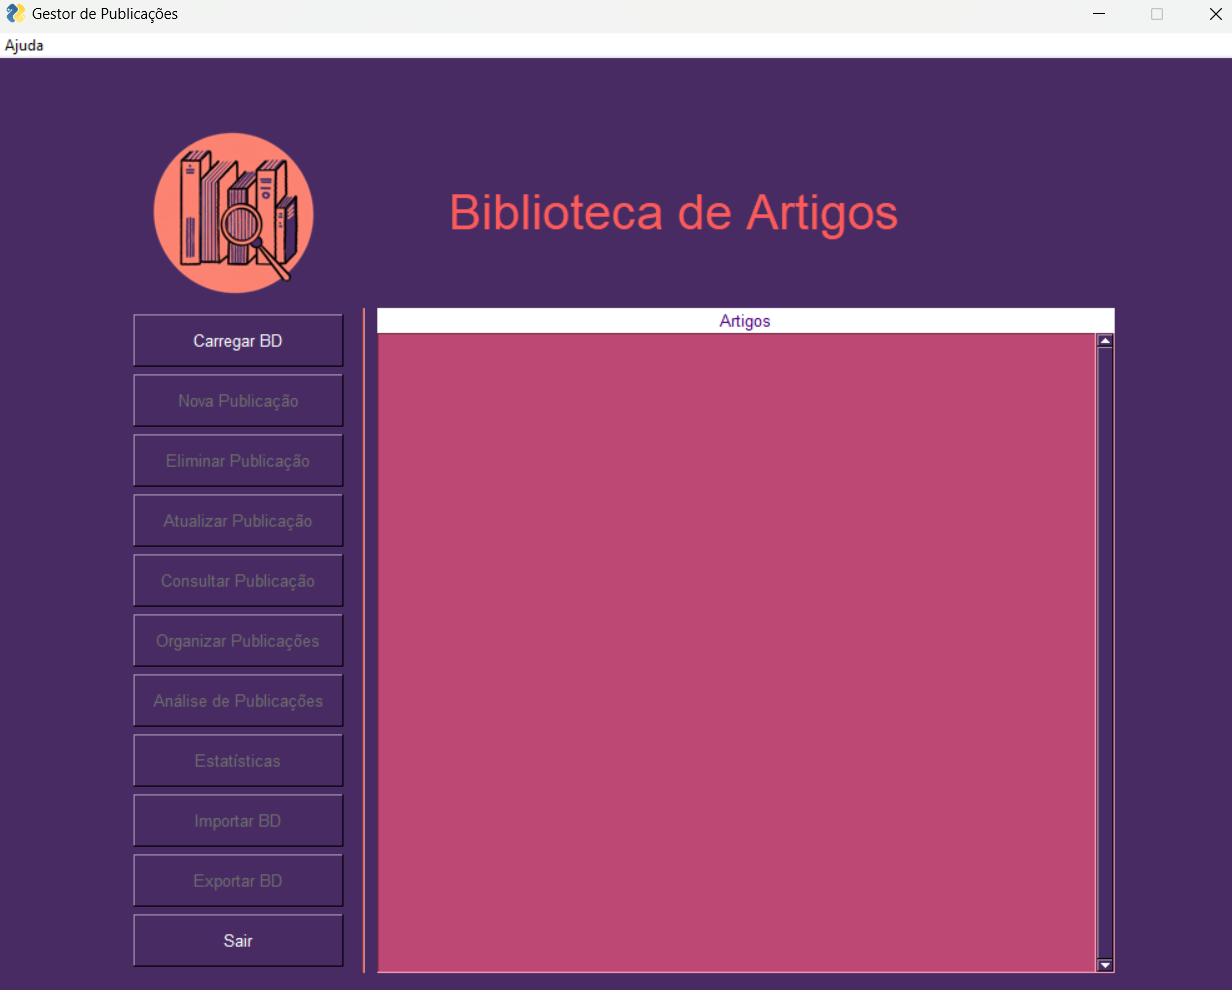 Gestor de Publicações
Ajuda
Biblioteca de Artigos
Carregar BD
Nova Publicação
Eliminar Publicação
Atualizar Publicação
Consultar Publicação
Organizar Publicações
Análise de Publicações
Estatísticas
Importar BD
Exportar BD
Sair
Artigos